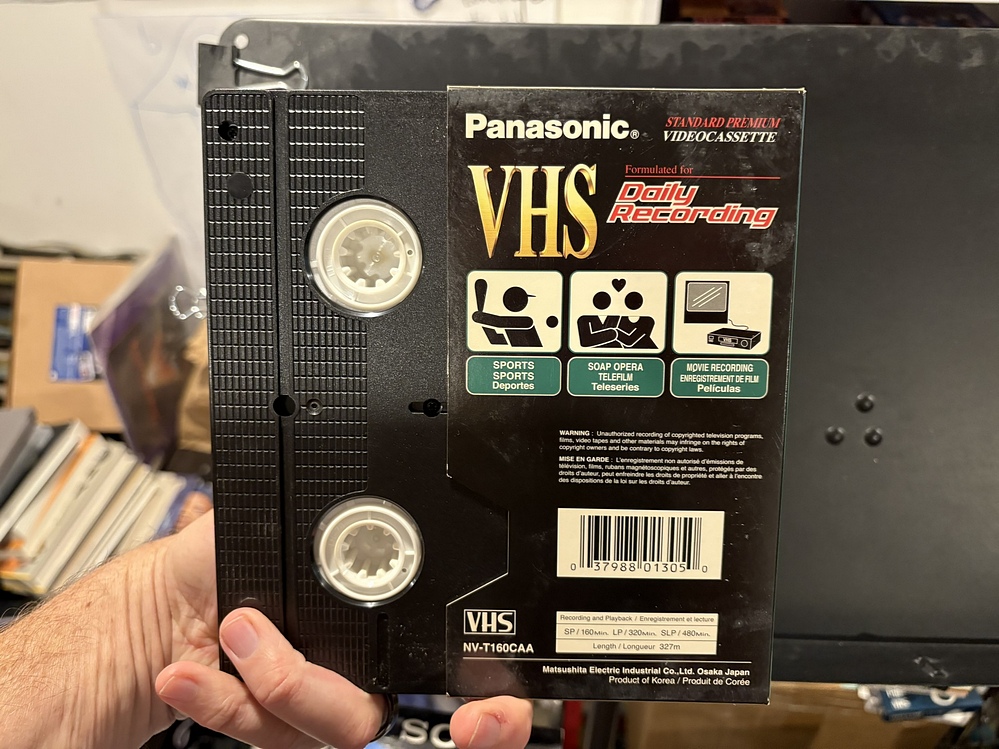 Panasonic®
STANDARD PREMIUM
VIDEOCASSETTE
VHS
Formulated for
Daily
Recording
SPORTS
SPORTS
Deportes
SOAP OPERA
TELEFILM
Teleseries
MOVIE RECORDING
ENREGISTREMENT DE FILM
Películas
WARNING : Unauthorized recording of copyrighted television programs,
films, video tapes and other materials may infringe on the rights of
copyright owners and be contrary to copyright laws.
MISE EN GARDE : L'enregistrement non autorisé d'émissions de
télévision, films, rubans magnétoscopiques et autres, protégés par des
droits d'auteur, peut enfreindre les droits de propriété et aller à l'encontre
des dispositions de la loi sur les droits d'auteur.
0 37988 01305 0
VHS
NV-T160CAA
Recording and Playback / Enregistrement et lecture
SP / 160Min. LP / 320Min. SLP / 480Min.
Length / Longueur 327m
Matsushita Electric Industrial Co.,Ltd. Osaka Japan
Product of Korea / Produit de Corée